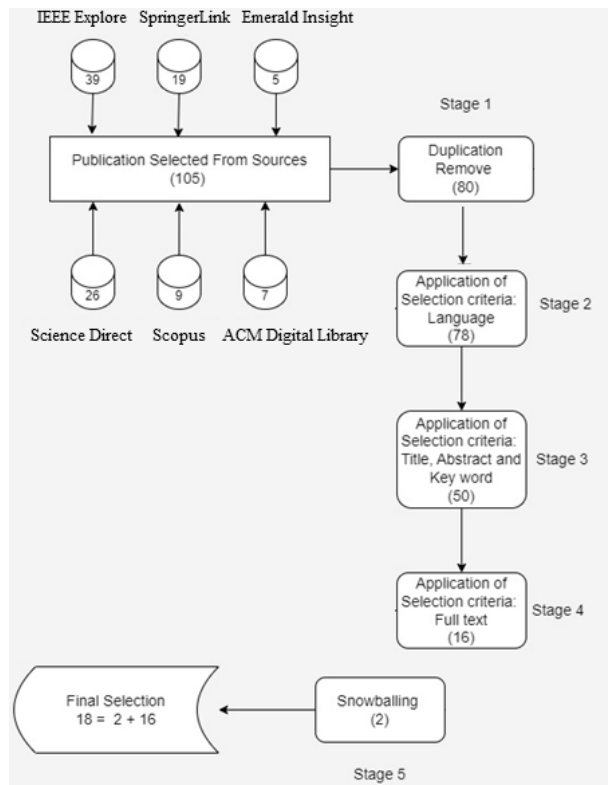 IEEE Explore
SpringerLink
Emerald Insight
39
19
5
Stage 1
Publication Selected From Sources
(105)
Duplication
Remove
(80)
26
9
7
Science Direct
Scopus
ACM Digital Library
Application of
Selection criteria:
Language
(78)
Stage 2
Application of
Selection criteria:
Title, Abstract and
Key word
(50)
Stage 3
Application of
Selection criteria:
Full text
(16)
Stage 4
Final Selection
18 = 2 + 16
Snowballing
(2)
Stage 5